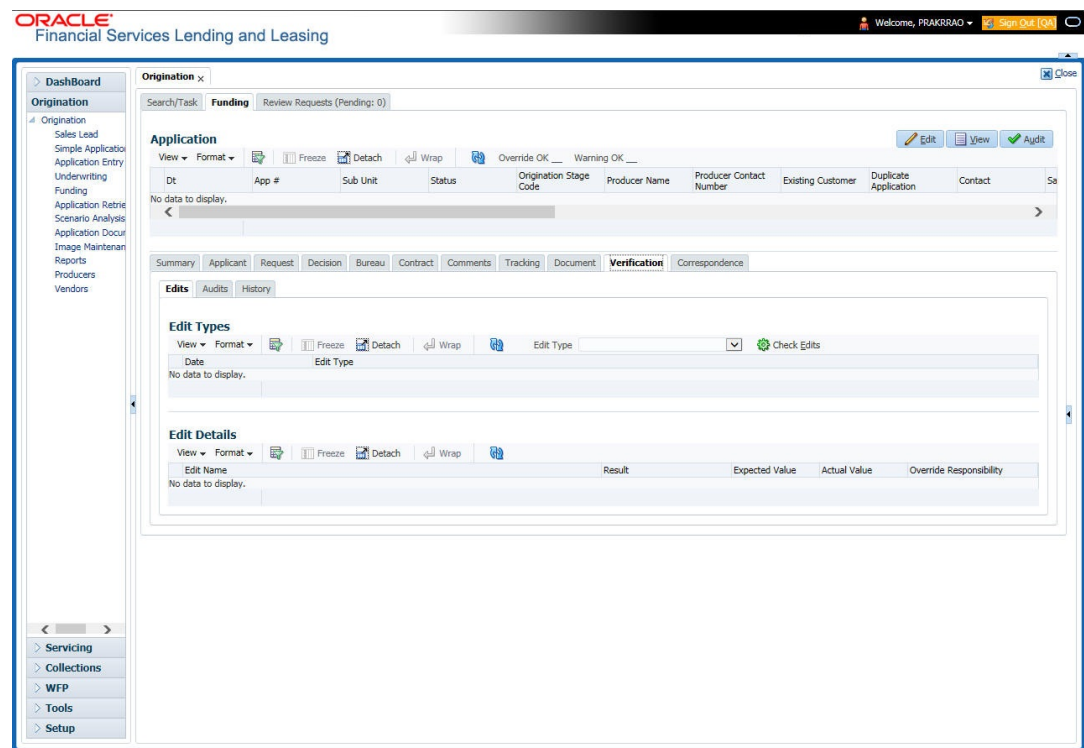 ORACLE
Financial Services Lending and Leasing
Welcome, PRAKRRAO
Sign Out [QA]
Close
DashBoard
Origination
Origination
Sales Lead
Simple Application
Application Entry
Underwriting
Funding
Application Retrie
Scenario Analysis
Application Docum
Image Maintenan
Reports
Producers
Vendors
Servicing
Collections
WFP
Tools
Setup
Origination ×
Search/Task Funding Review Requests (Pending: 0)
Application
Edit View Audit
View Format Freeze Detach Wrap Override OK __ Warning OK __
Dt App # Sub Unit Status Origination Stage Code Producer Name Producer Contact Number Existing Customer Duplicate Application Contact Sa
No data to display.
Summary Applicant Request Decision Bureau Contract Comments Tracking Document Verification Correspondence
Edits Audits History
Edit Types
View Format Freeze Detach Wrap Edit Type Check Edits
Date Edit Type
No data to display.
Edit Details
View Format Freeze Detach Wrap
Edit Name Result Expected Value Actual Value Override Responsibility
No data to display.